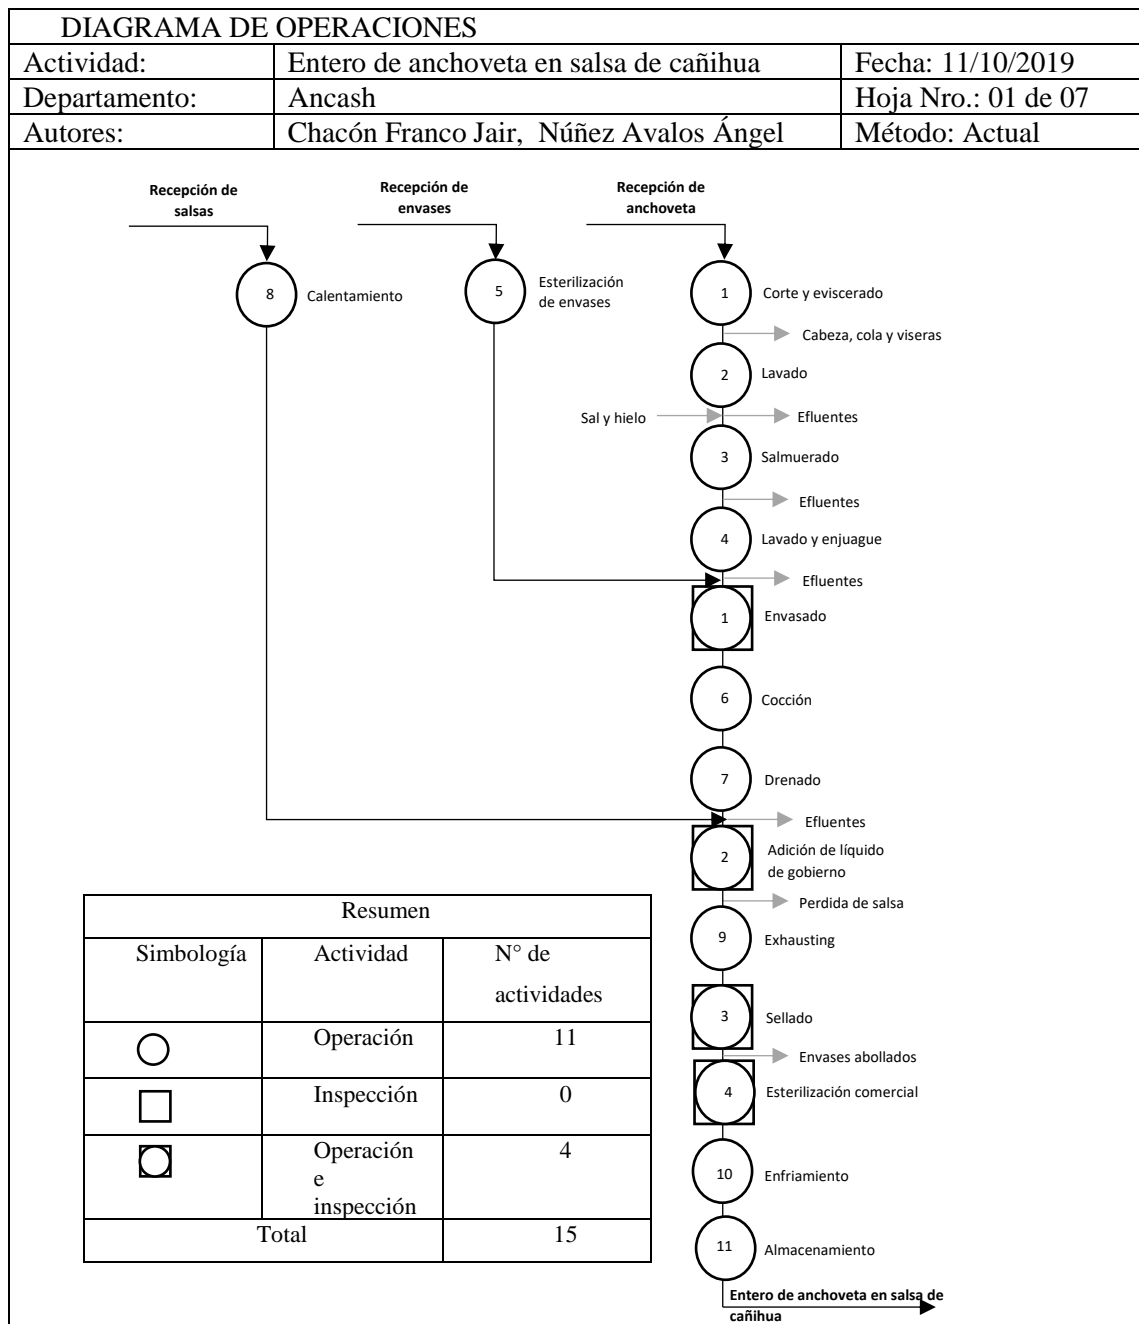 DIAGRAMA DE OPERACIONES
Actividad: Entero de anchoveta en salsa de cañihua Fecha: 11/10/2019
Departamento: Ancash Hoja Nro.: 01 de 07
Autores: Chacón Franco Jair, Núñez Avalos Ángel Método: Actual
Recepción de
salsas
Recepción de
envases
Recepción de
anchoveta
8 Calentamiento
5 Esterilización
de envases
1 Corte y eviscerado
Cabeza, cola y viseras
2 Lavado
Sal y hielo
Efluentes
3 Salmuerado
Efluentes
4 Lavado y enjuague
Efluentes
1 Envasado
6 Cocción
7 Drenado
Efluentes
2 Adición de líquido
de gobierno
Perdida de salsa
9 Exhausting
3 Sellado
Envases abollados
4 Esterilización comercial
10 Enfriamiento
11 Almacenamiento
Entero de anchoveta en salsa de
cañihua
Resumen
Simbología Actividad N° de
actividades
Operación 11
Inspección 0
Operación 4
e
inspección
Total 15